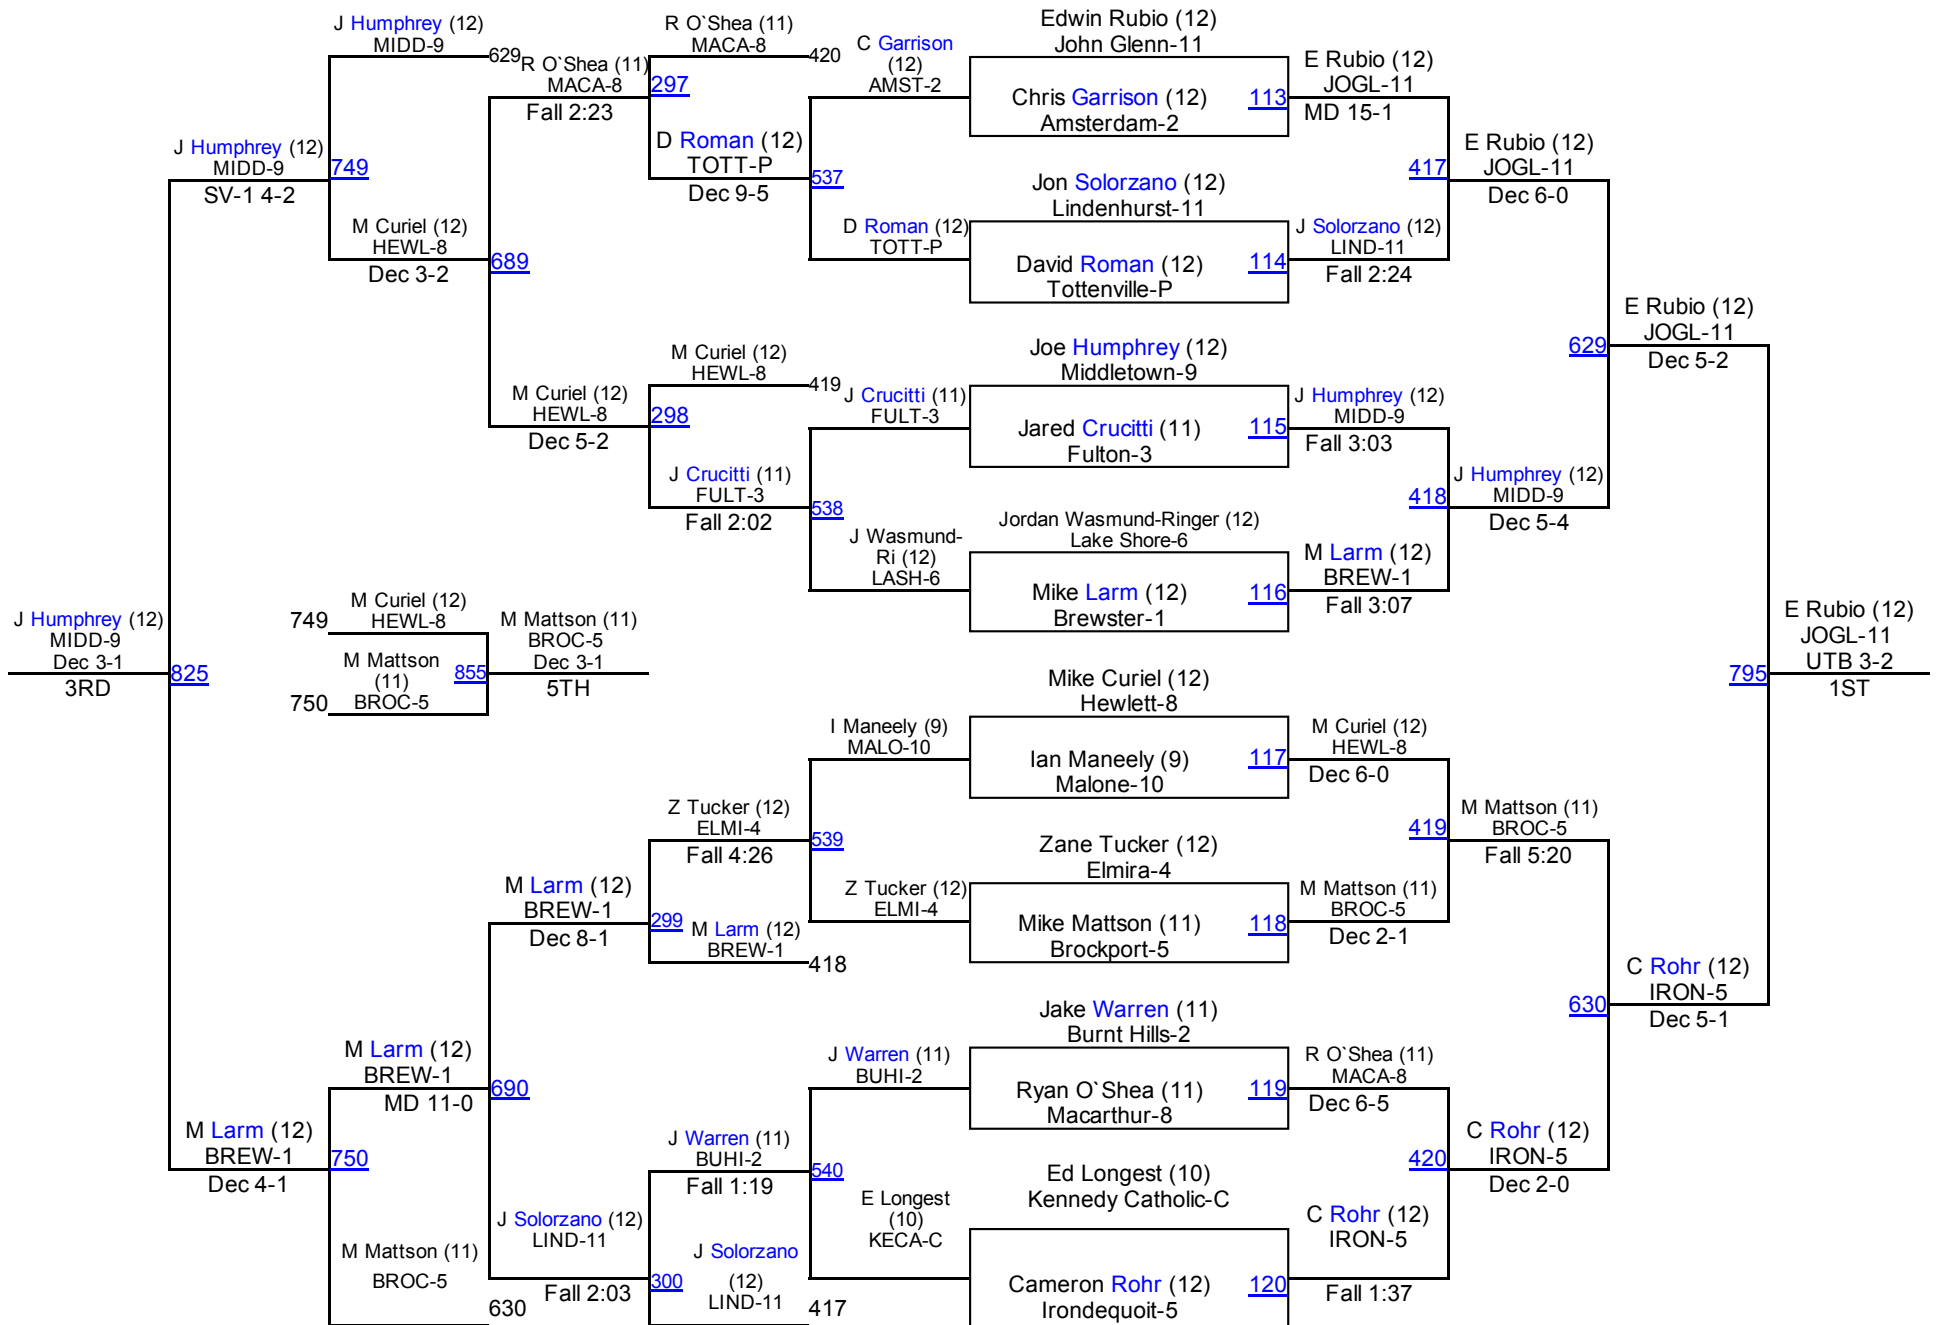 J Humphrey (12)
MIDD-9
629
J Humphrey (12)
MIDD-9
SV-1 4-2
749
M Curiel (12)
HEWL-8
Dec 3-2
689
R O`Shea (11)
MACA-8
Fall 2:23
R O`Shea (11)
MACA-8
420
297
D Roman (12)
TOTT-P
Dec 9-5
537
C Garrison
(12)
AMST-2
D Roman (12)
TOTT-P
M Curiel (12)
HEWL-8
Dec 5-2
M Curiel (12)
HEWL-8
419
298
J Crucitti (11)
FULT-3
Fall 2:02
538
J Crucitti (11)
FULT-3
J Wasmund-
Ri (12)
LASH-6
J Humphrey (12)
MIDD-9
Dec 3-1
3RD
825
749
M Curiel (12)
HEWL-8
M Mattson
(11)
BROC-5
750
855
M Mattson (11)
BROC-5
Dec 3-1
5TH
M Larm (12)
BREW-1
Dec 4-1
750
M Larm (12)
BREW-1
MD 11-0
690
M Mattson (11)
BROC-5
630
M Larm (12)
BREW-1
Dec 8-1
299
Z Tucker (12)
ELMI-4
Fall 4:26
539
M Larm (12)
BREW-1
418
I Maneely (9)
MALO-10
Z Tucker (12)
ELMI-4
J Solorzano (12)
LIND-11
Fall 2:03
300
J Warren (11)
BUHI-2
Fall 1:19
540
J Solorzano
(12)
LIND-11
417
J Warren (11)
BUHI-2
E Longest
(10)
KECA-C
Edwin Rubio (12)
John Glenn-11
Chris Garrison (12)
Amsterdam-2
113
Jon Solorzano (12)
Lindenhurst-11
David Roman (12)
Tottenville-P
114
Joe Humphrey (12)
Middletown-9
Jared Crucitti (11)
Fulton-3
115
Jordan Wasmund-Ringer (12)
Lake Shore-6
Mike Larm (12)
Brewster-1
116
Mike Curiel (12)
Hewlett-8
Ian Maneely (9)
Malone-10
117
Zane Tucker (12)
Elmira-4
Mike Mattson (11)
Brockport-5
118
Jake Warren (11)
Burnt Hills-2
Ryan O`Shea (11)
Macarthur-8
119
Ed Longest (10)
Kennedy Catholic-C
Cameron Rohr (12)
Irondequoit-5
120
E Rubio (12)
JOGL-11
MD 15-1
417
J Solorzano (12)
LIND-11
Fall 2:24
J Humphrey (12)
MIDD-9
Fall 3:03
418
M Larm (12)
BREW-1
Fall 3:07
M Curiel (12)
HEWL-8
Dec 6-0
419
M Mattson (11)
BROC-5
Dec 2-1
R O`Shea (11)
MACA-8
Dec 6-5
420
C Rohr (12)
IRON-5
Fall 1:37
E Rubio (12)
JOGL-11
Dec 6-0
629
J Humphrey (12)
MIDD-9
Dec 5-4
M Mattson (11)
BROC-5
Fall 5:20
630
C Rohr (12)
IRON-5
Dec 2-0
E Rubio (12)
JOGL-11
Dec 5-2
795
C Rohr (12)
IRON-5
Dec 5-1
E Rubio (12)
JOGL-11
UTB 3-2
1ST